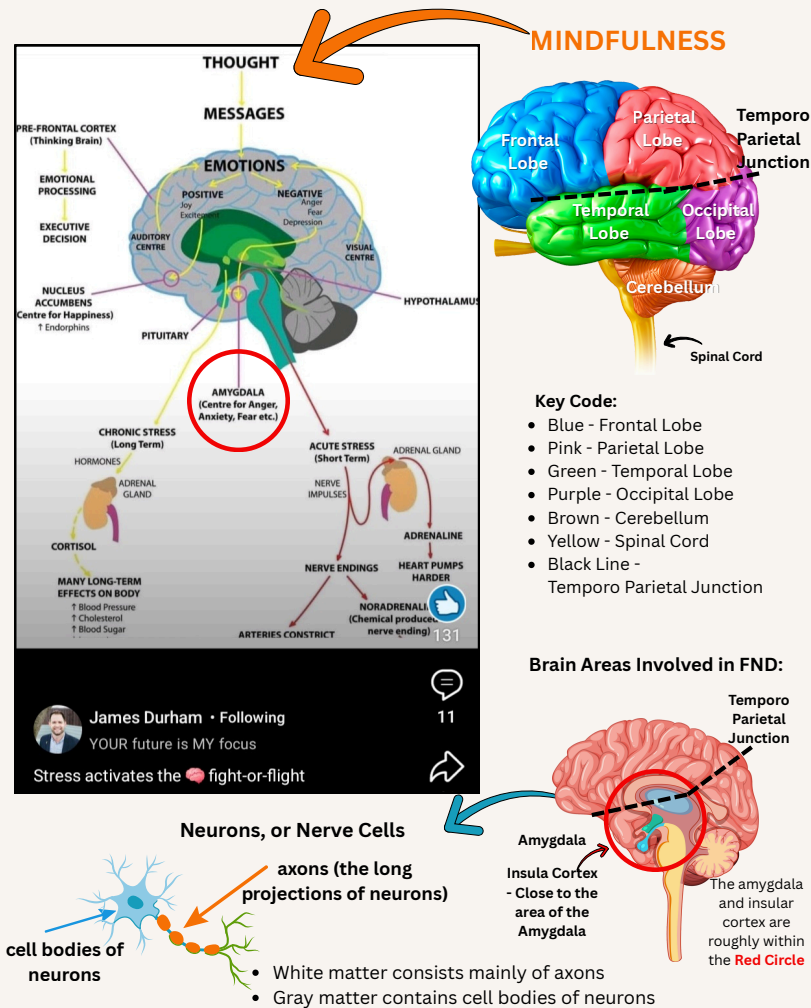 MINDFULNESS
THOUGHT
MESSAGES
PRE-FRONTAL CORTEX
(Thinking Brain)
EMOTIONAL
PROCESSING
EXECUTIVE
DECISION
EMOTIONS
POSITIVE
Joy
Excitement
NEGATIVE
Anger
Fear
Depression
AUDITORY
CENTRE
VISUAL
CENTRE
NUCLEUS
ACCUMBENS
(Centre for Happiness)
↑ Endorphins
PITUITARY
HYPOTHALAMUS
AMYGDALA
(Centre for Anger,
Anxiety, Fear etc.)
CHRONIC STRESS
(Long Term)
HORMONES
ADRENAL
GLAND
CORTISOL
MANY LONG-TERM
EFFECTS ON BODY
↑ Blood Pressure
↑ Cholesterol
↑ Blood Sugar
ACUTE STRESS
(Short Term)
NERVE
IMPULSES
ADRENAL GLAND
ADRENALINE
HEART PUMPS
HARDER
NERVE ENDINGS
NORADRENALI
(Chemical produced
nerve ending)
ARTERIES CONSTRICT
131
11
James Durham • Following
YOUR future is MY focus
Stress activates the 🧠 fight-or-flight
Frontal
Lobe
Parietal
Lobe
Temporo
Parietal
Junction
Temporal
Lobe
Occipital
Lobe
Cerebellum
Spinal Cord
Key Code:
• Blue - Frontal Lobe
• Pink - Parietal Lobe
• Green - Temporal Lobe
• Purple - Occipital Lobe
• Brown - Cerebellum
• Yellow - Spinal Cord
• Black Line -
Temporo Parietal Junction
Brain Areas Involved in FND:
Temporo
Parietal
Junction
Amygdala
Insula Cortex
- Close to the
area of the
Amygdala
The amygdala
and insular
cortex are
roughly within
the Red Circle
Neurons, or Nerve Cells
axons (the long
projections of neurons)
cell bodies of
neurons
• White matter consists mainly of axons
• Gray matter contains cell bodies of neurons